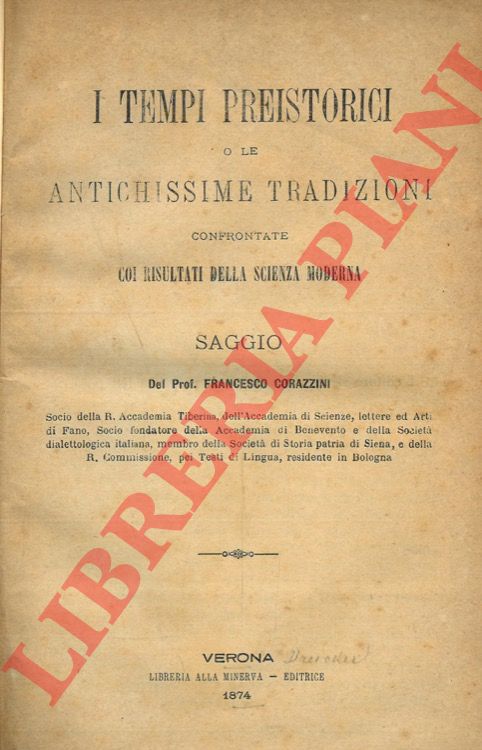 I TEMPI PREISTORICI
O LE
ANTICHISSIME TRADIZIONI
CONFRONTATE
COI RISULTATI DELLA SCIENZA MODERNA
SAGGIO
Del Prof. FRANCESCO CORAZZINI
Socio della R. Accademia Tiberina, dell'Accademia di Scienze, lettere ed Arti
di Fano, Socio fondatore della Accademia di Benevento e della Società
dialettologica italiana, membro della Società di Storia patria di Siena, e della
R. Commissione, pei Testi di Lingua, residente in Bologna
VERONA
LIBRERIA ALLA MINERVA — EDITRICE
1874
LIBRERIA PIANI